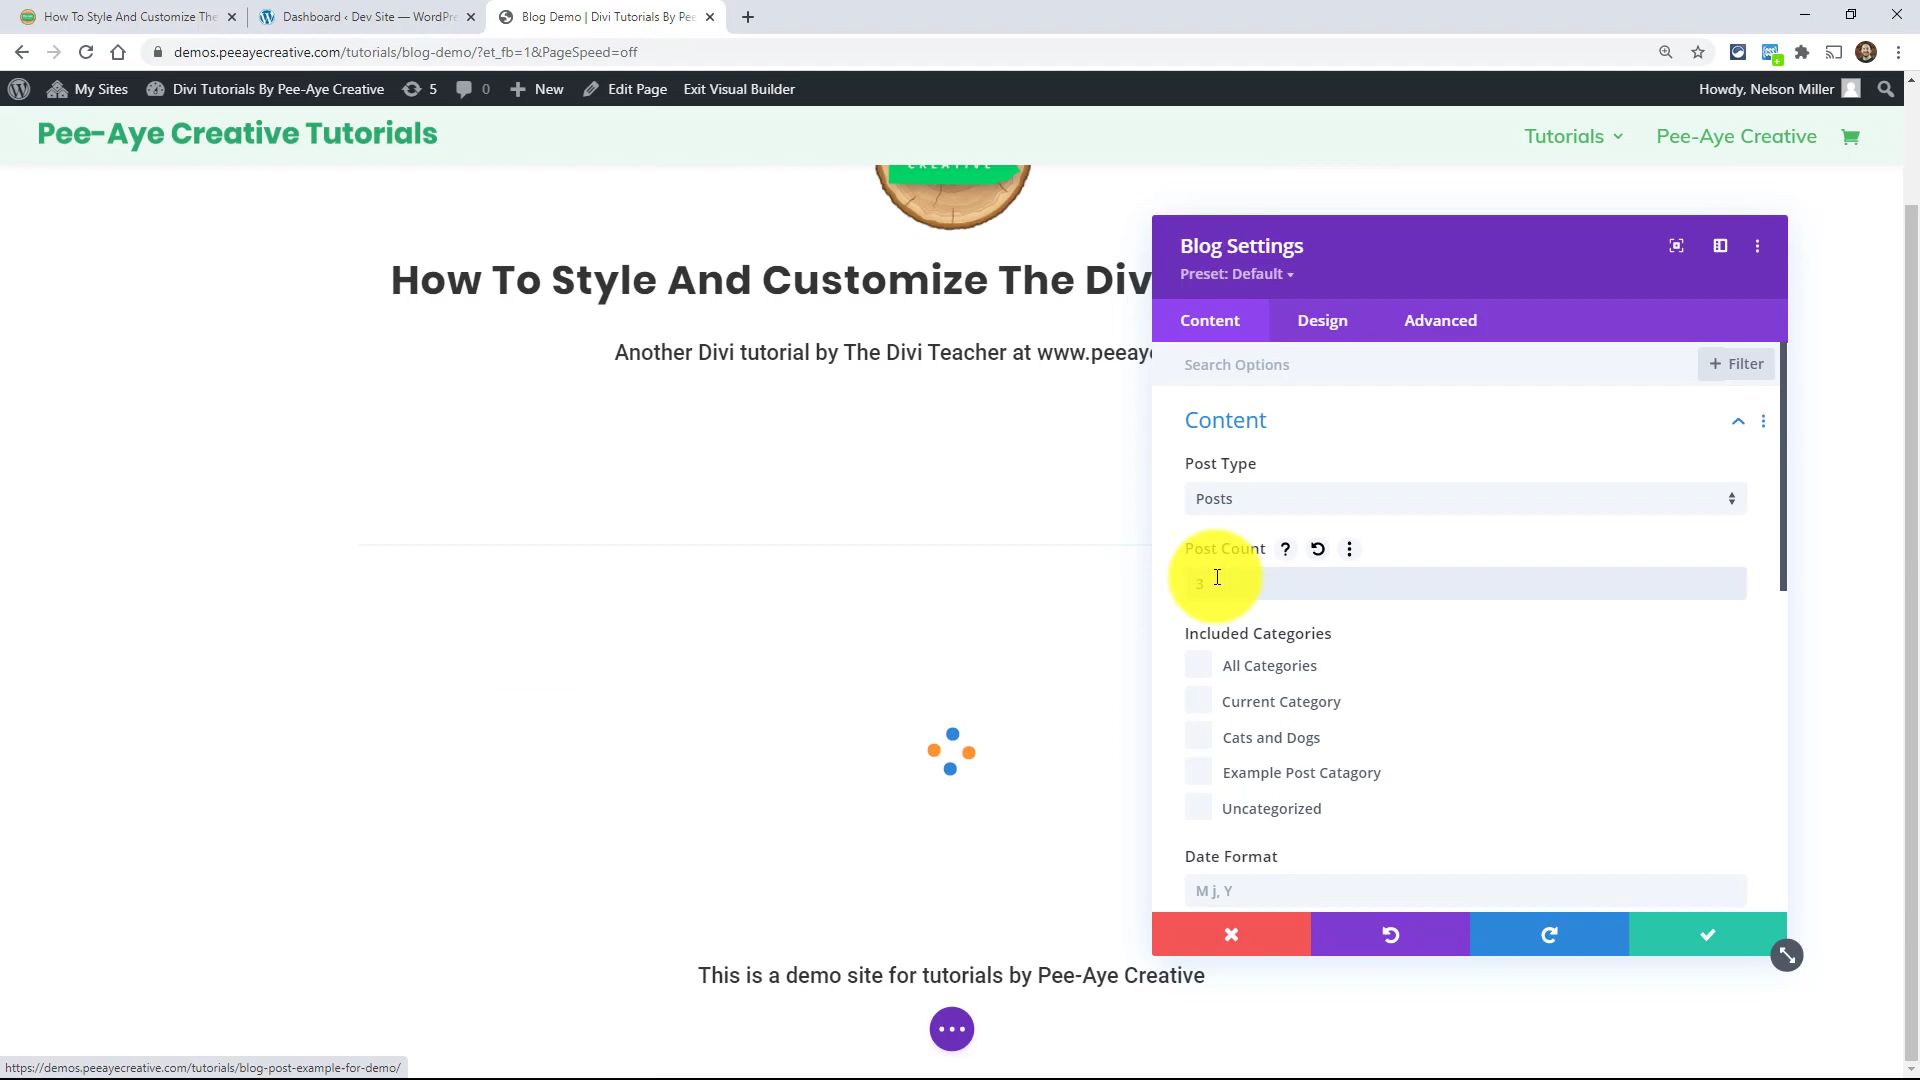 How To Style And Customize The
Dashboard ‹ Dev Site — WordPre
Blog Demo | Divi Tutorials By Pee
demos.peeayecreative.com/tutorials/blog-demo/?et_fb=1&PageSpeed=off
My Sites
Divi Tutorials By Pee-Aye Creative
5
0
New
Edit Page
Exit Visual Builder
Howdy, Nelson Miller
Pee-Aye Creative Tutorials
Tutorials
Pee-Aye Creative
CREATIVE
How To Style And Customize The Div
Another Divi tutorial by The Divi Teacher at www.peeaye
Blog Settings
Preset: Default
Content
Design
Advanced
Search Options
+ Filter
Content
Post Type
Posts
Post Count ?
3
Included Categories
All Categories
Current Category
Cats and Dogs
Example Post Catagory
Uncategorized
Date Format
M j, Y
This is a demo site for tutorials by Pee-Aye Creative
https://demos.peeayecreative.com/tutorials/blog-post-example-for-demo/